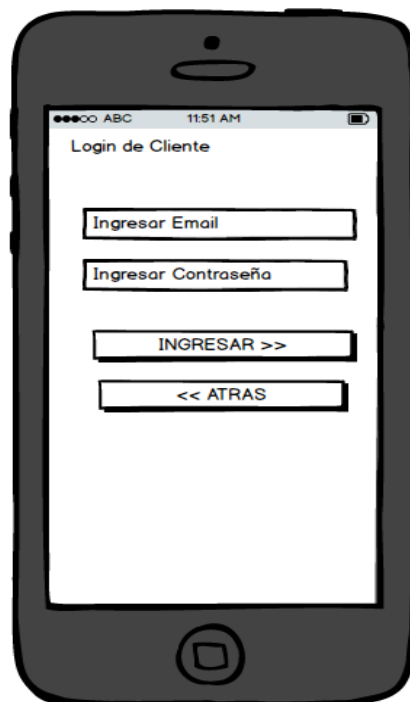 ABC 11:51 AM
Login de Cliente
Ingresar Email
Ingresar Contraseña
INGRESAR >>
<< ATRAS